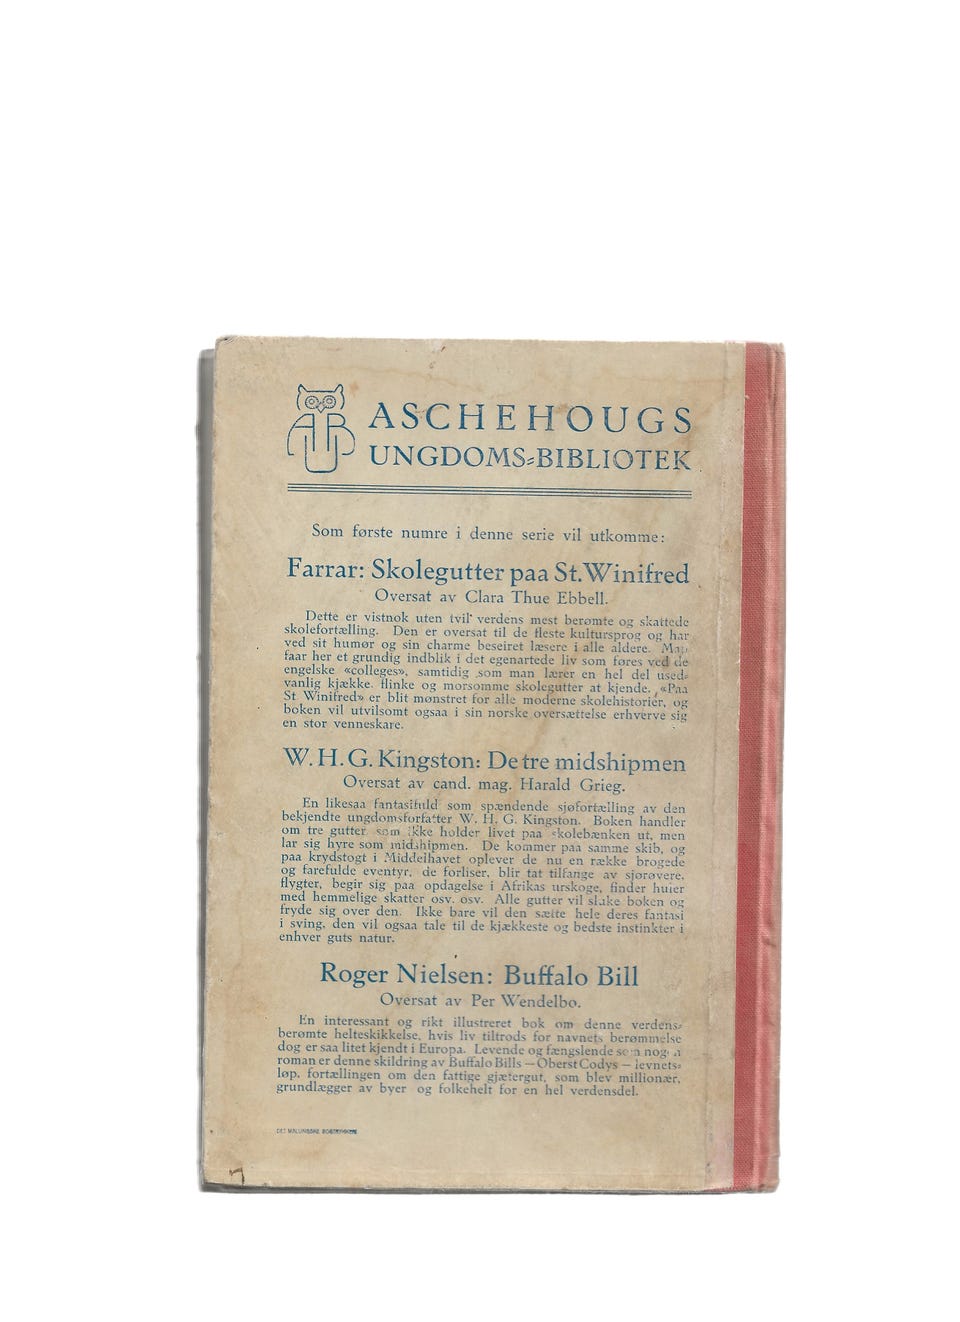 AUB
ASCHEHOUGS
UNGDOMS-BIBLIOTEK
Som første numre i denne serie vil utkomme:
Farrar: Skolegutter paa St. Winifred
Oversat av Clara Thue Ebbell.
Dette er vistnok uten tvil verdens mest berømte og skattede
skolefortælling. Den er oversat til de fleste kultursprog og har
ved sit humør og sin charme beseiret læsere i alle aldere. Man
faar her et grundig indblik i det egenartede liv som føres ved de
engelske «colleges», samtidig som man lærer en hel del used-
vanlig kjække, flinke og morsomme skolegutter at kjende. «Paa
St. Winifred» er blit mønstret for alle moderne skolehistorier, og
boken vil utvilsomt ogsaa i sin norske oversættelse erhverve sig
en stor venneskare.
W. H. G. Kingston: De tre midshipmen
Oversat av cand. mag. Harald Grieg.
En likesaa fantasifuld som spændende sjøfortælling av den
bekjendte ungdomsforfatter W. H. G. Kingston. Boken handler
om tre gutter som ikke holder livet paa skolebænken ut, men
lar sig hyre som midshipmen. De kommer paa samme skib, og
paa krydstogt i Middelhavet oplever de nu en række brogede
og farefulde eventyr, de forliser, blir tat tilfange av sjørøvere,
flygter, begir sig paa opdagelse i Afrikas urskoge, finder huler
med hemmelige skatter osv. osv. Alle gutter vil sluke boken og
fryde sig over den. Ikke bare vil den sætte hele deres fantasi
i sving, den vil ogsaa tale til de kjækkeste og bedste instinkter i
enhver guts natur.
Roger Nielsen: Buffalo Bill
Oversat av Per Wendelbo.
En interessant og rikt illustreret bok om denne verdens-
berømte helteskikkelse, hvis liv tiltrods for navnets berømmelse
dog er saa litet kjendt i Europa. Levende og fængslende som nogen
roman er denne skildring av Buffalo Bills — Oberst Codys — levnets-
løp, fortællingen om den fattige gjætergut, som blev millionær,
grundlægger av byer og folkehelt for en hel verdensdel.
DET MALLINGSKE BOGTRYKKERI